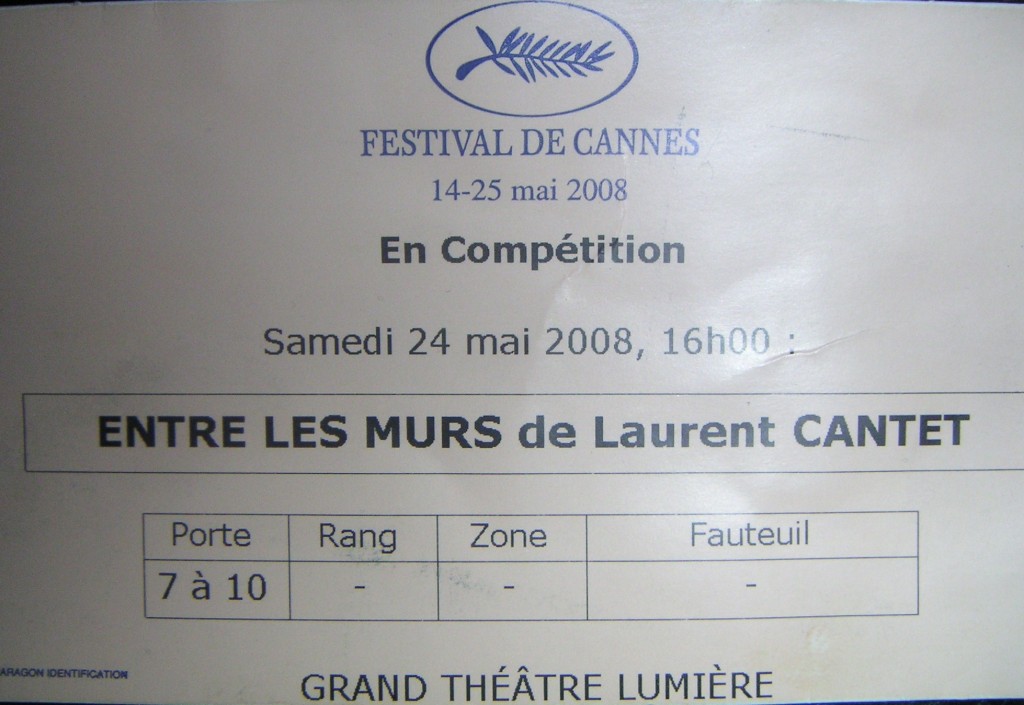 FESTIVAL DE CANNES
14-25 mai 2008
En Compétition
Samedi 24 mai 2008, 16h00 :
ENTRE LES MURS de Laurent CANTET
Porte Rang Zone Fauteuil
7 à 10 - - -
ARAGON IDENTIFICATION
GRAND THÉÂTRE LUMIÈRE